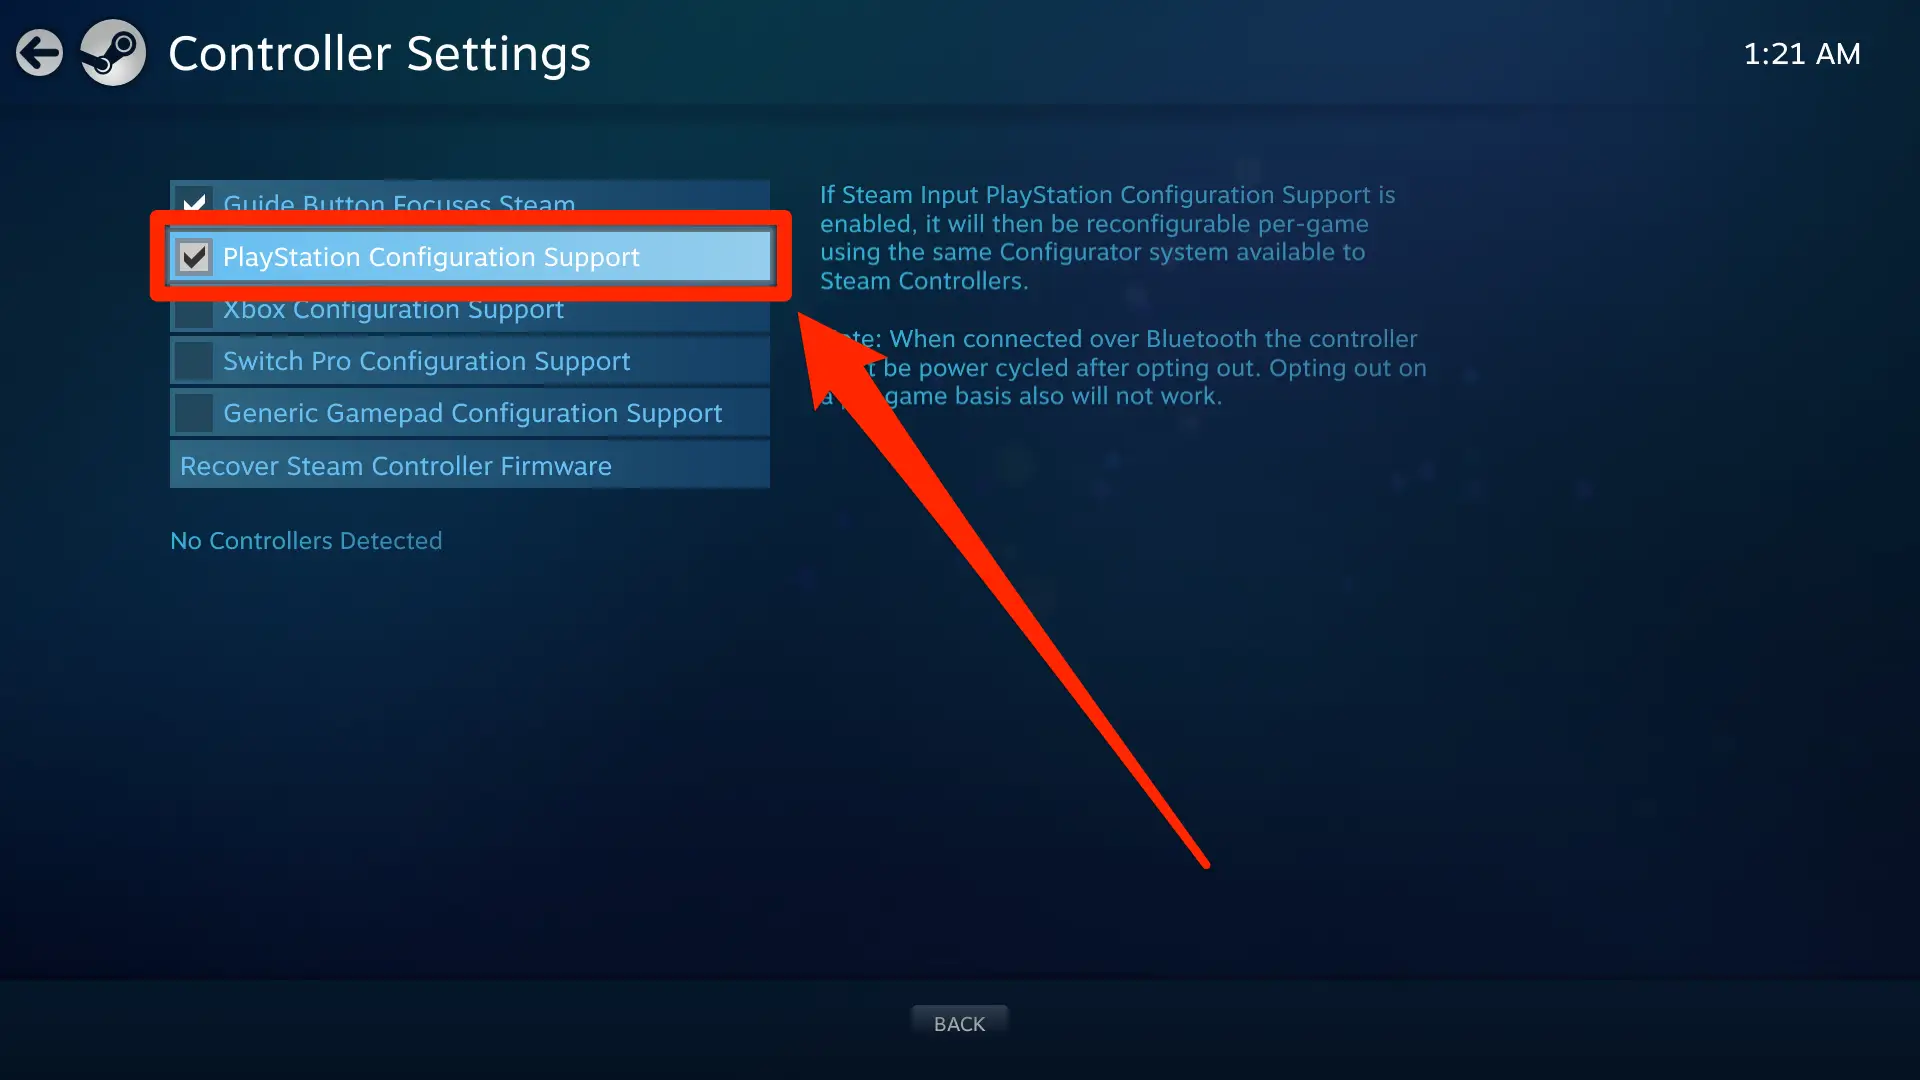 Controller Settings
1:21 AM
Guide Button Focuses Steam
PlayStation Configuration Support
Xbox Configuration Support
Switch Pro Configuration Support
Generic Gamepad Configuration Support
Recover Steam Controller Firmware
No Controllers Detected
If Steam Input PlayStation Configuration Support is
enabled, it will then be reconfigurable per-game
using the same Configurator system available to
Steam Controllers.
When connected over Bluetooth the controller
be power cycled after opting out. Opting out on
a game basis also will not work.
BACK